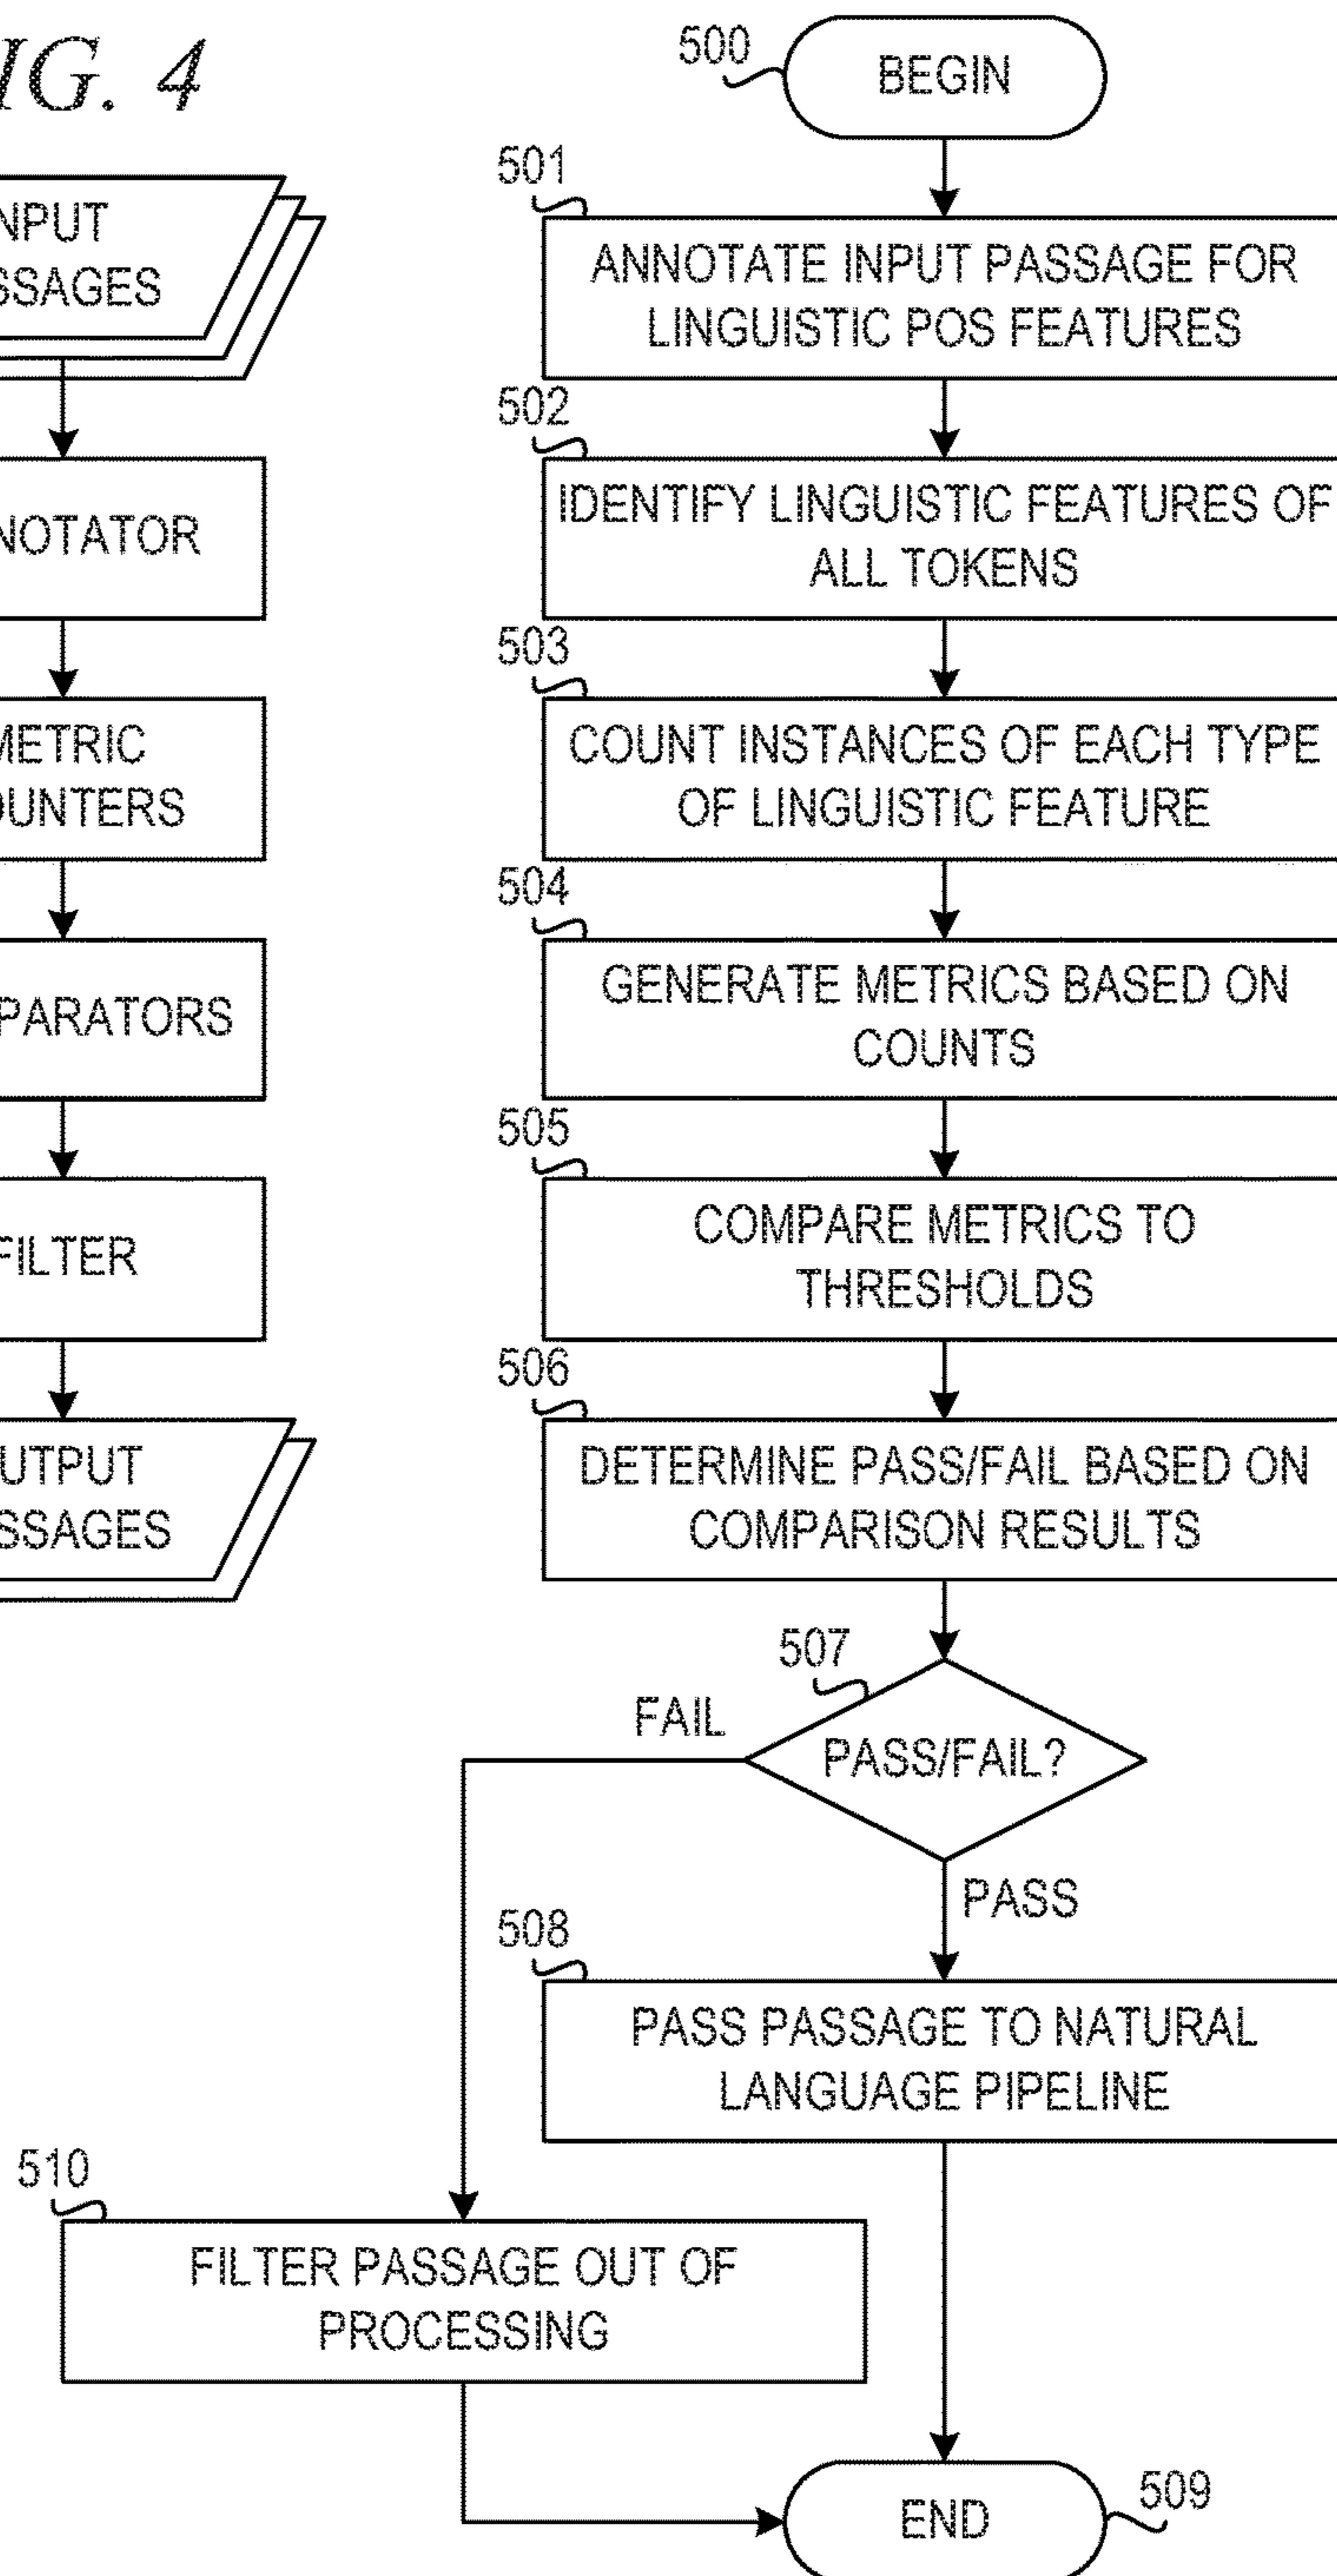 IG. 4
NPUT
SSAGES
NOTATOR
METRIC
OUNTERS
PARATORS
FILTER
UTPUT
SSAGES
500
BEGIN
501
ANNOTATE INPUT PASSAGE FOR
LINGUISTIC POS FEATURES
502
IDENTIFY LINGUISTIC FEATURES OF
ALL TOKENS
503
COUNT INSTANCES OF EACH TYPE
OF LINGUISTIC FEATURE
504
GENERATE METRICS BASED ON
COUNTS
505
COMPARE METRICS TO
THRESHOLDS
506
DETERMINE PASS/FAIL BASED ON
COMPARISON RESULTS
507
FAIL
PASS/FAIL?
PASS
508
PASS PASSAGE TO NATURAL
LANGUAGE PIPELINE
510
FILTER PASSAGE OUT OF
PROCESSING
END
509